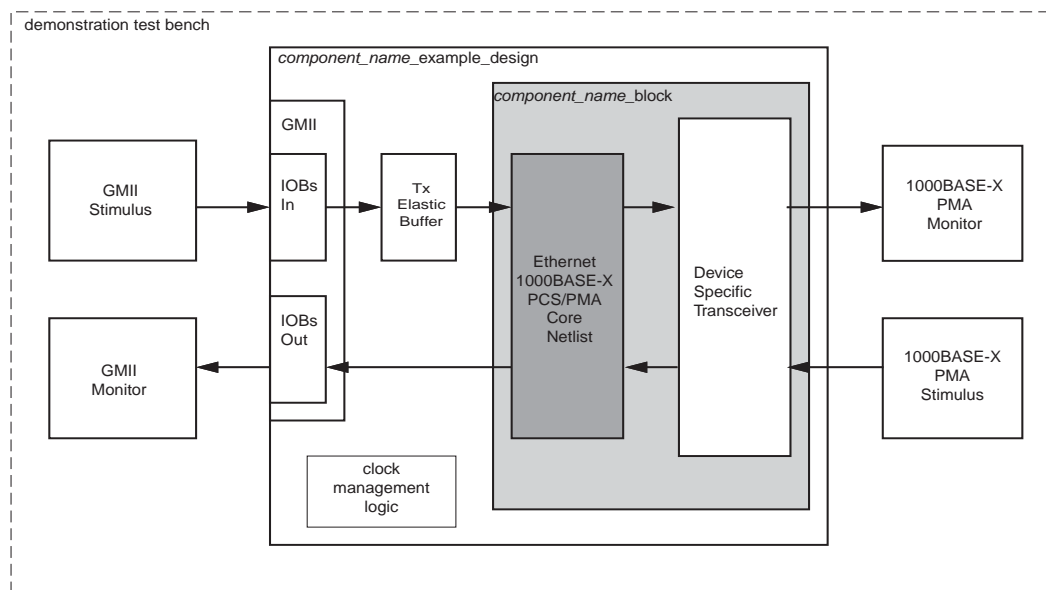 demonstration test bench
component_name_example_design
component_name_block
GMII
GMII
Stimulus
IOBs
In
Tx
Elastic
Buffer
Ethernet
1000BASE-X
PCS/PMA
Core
Netlist
Device
Specific
Transceiver
1000BASE-X
PMA
Monitor
GMII
Monitor
IOBs
Out
1000BASE-X
PMA
Stimulus
clock
management
logic